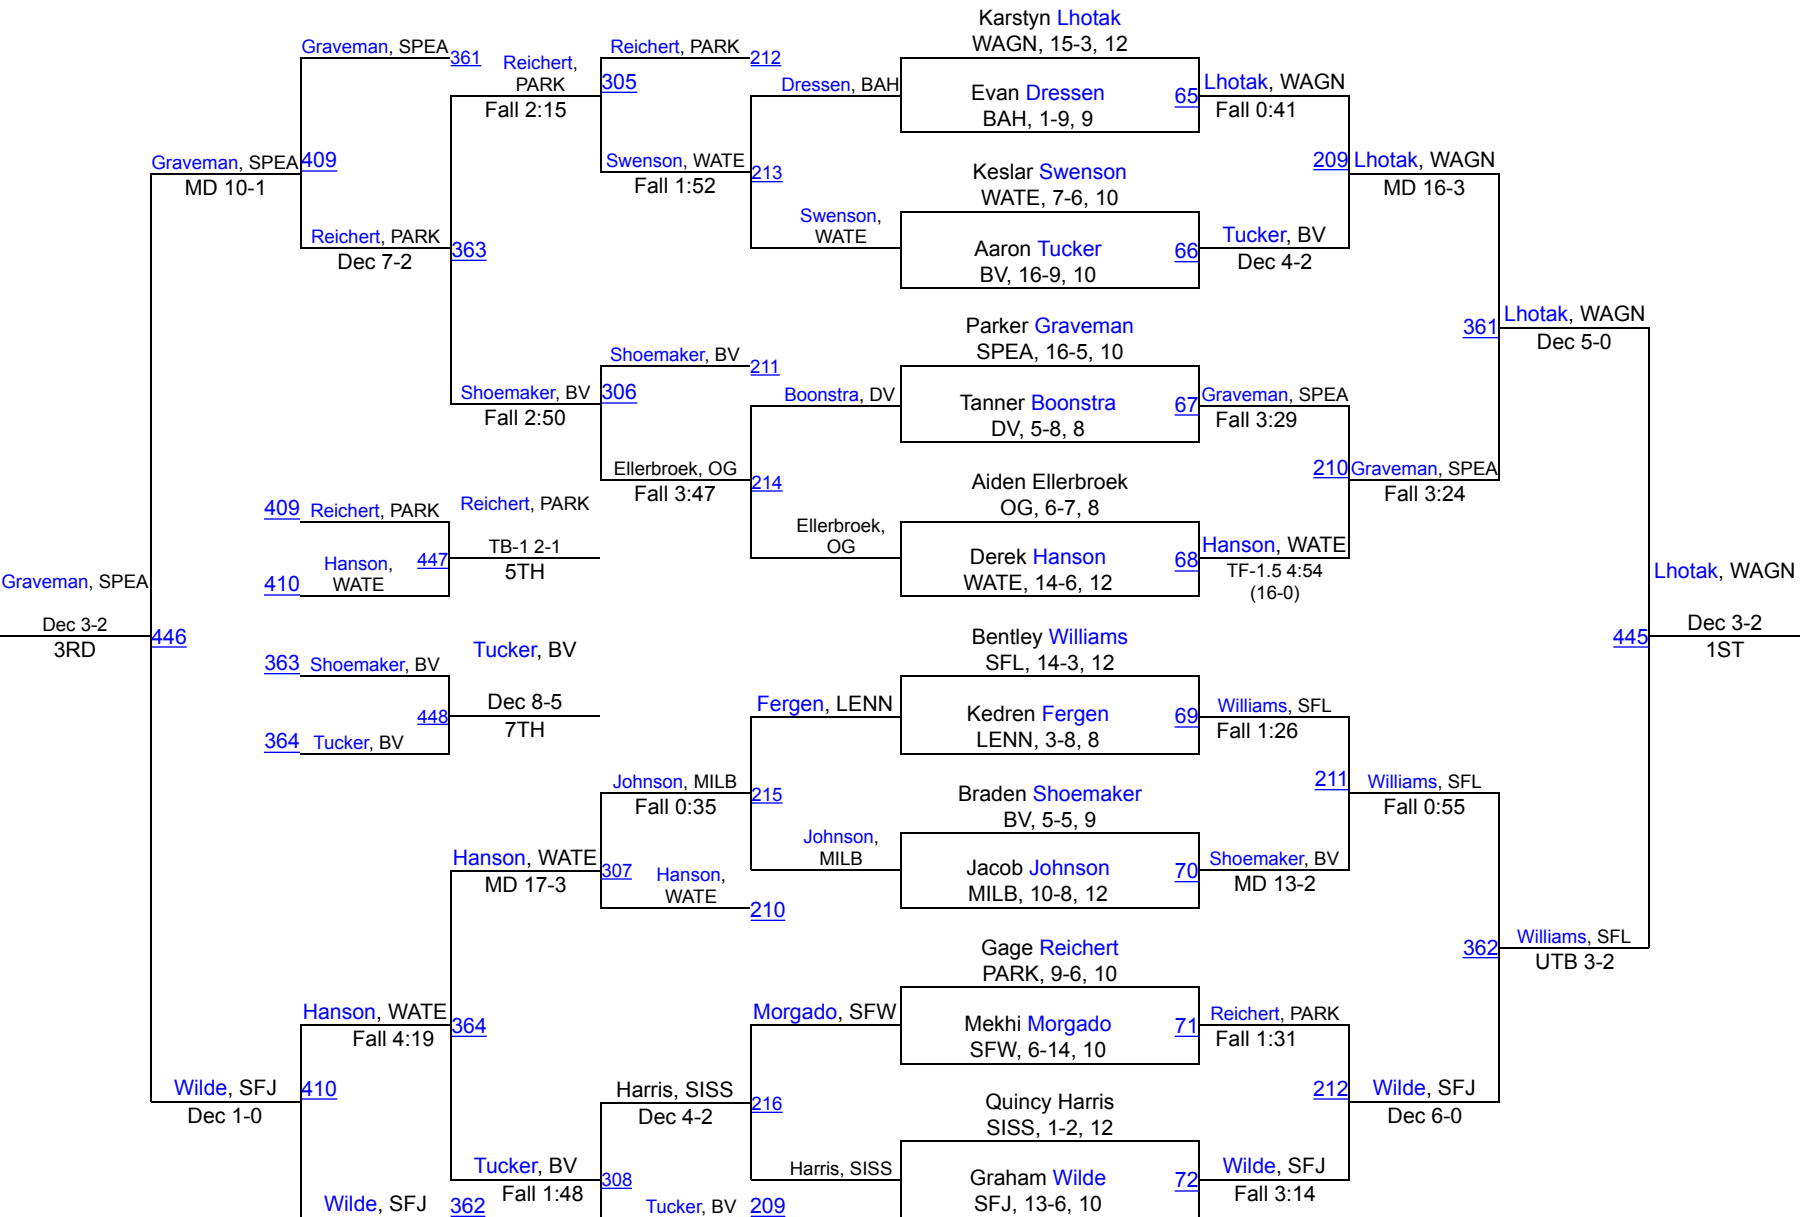 Karstyn Lhotak
WAGN, 15-3, 12
Graveman, SPEA
361
Reichert,
PARK
Fall 2:15
Reichert, PARK
212
305
Dressen, BAH
Evan Dressen
BAH, 1-9, 9
65
Lhotak, WAGN
Fall 0:41
Graveman, SPEA
MD 10-1
409
Swenson, WATE
Fall 1:52
213
Keslar Swenson
WATE, 7-6, 10
209
Lhotak, WAGN
MD 16-3
Reichert, PARK
Dec 7-2
363
Swenson,
WATE
Aaron Tucker
BV, 16-9, 10
66
Tucker, BV
Dec 4-2
Parker Graveman
SPEA, 16-5, 10
361
Lhotak, WAGN
Dec 5-0
Shoemaker, BV
211
Shoemaker, BV
Fall 2:50
306
Boonstra, DV
Tanner Boonstra
DV, 5-8, 8
67
Graveman, SPEA
Fall 3:29
Ellerbroek, OG
Fall 3:47
214
Aiden Ellerbroek
OG, 6-7, 8
210
Graveman, SPEA
Fall 3:24
409
Reichert, PARK
Reichert, PARK
Ellerbroek,
OG
Hanson,
WATE
410
447
TB-1 2-1
5TH
Derek Hanson
WATE, 14-6, 12
68
Hanson, WATE
TF-1.5 4:54
(16-0)
Graveman, SPEA
Dec 3-2
3RD
446
Lhotak, WAGN
445
Dec 3-2
1ST
Bentley Williams
SFL, 14-3, 12
363
Shoemaker, BV
Tucker, BV
448
Dec 8-5
7TH
364
Tucker, BV
Fergen, LENN
Kedren Fergen
LENN, 3-8, 8
69
Williams, SFL
Fall 1:26
Johnson, MILB
Fall 0:35
215
Braden Shoemaker
BV, 5-5, 9
211
Williams, SFL
Fall 0:55
Hanson, WATE
MD 17-3
307
Hanson,
WATE
210
Johnson,
MILB
Jacob Johnson
MILB, 10-8, 12
70
Shoemaker, BV
MD 13-2
Gage Reichert
PARK, 9-6, 10
362
Williams, SFL
UTB 3-2
Hanson, WATE
Fall 4:19
364
Morgado, SFW
Mekhi Morgado
SFW, 6-14, 10
71
Reichert, PARK
Fall 1:31
Wilde, SFJ
Dec 1-0
410
Harris, SISS
Dec 4-2
216
Quincy Harris
SISS, 1-2, 12
212
Wilde, SFJ
Dec 6-0
Tucker, BV
Fall 1:48
308
Harris, SISS
Graham Wilde
SFJ, 13-6, 10
72
Wilde, SFJ
Fall 3:14
Wilde, SFJ
362
Tucker, BV
209